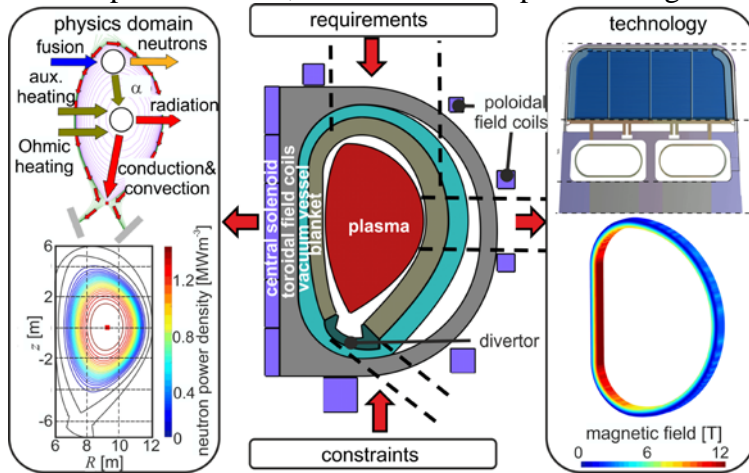 requirements
physics domain
fusion
neutrons
aux.
heating
α
radiation
Ohmic
heating
conduction&
convection
central solenoid
toroidal field coils
vacuum vessel
blanket
plasma
poloidal
field coils
divertor
constraints
technology
6
2
0
-2
-6
z [m]
6 8 10 12
R [m]
1.2
0.8
0.4
0
neutron power density [MWm⁻³]
magnetic field [T]
0 6 12